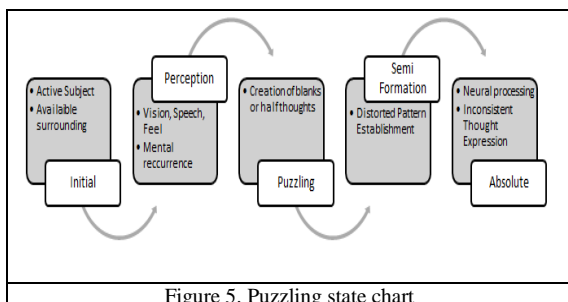 • Active Subject
• Available
surrounding
Initial
Perception
• Vision, Speech,
Feel
• Mental
reccurrence
• Creation of blanks
or half thoughts
Puzzling
Semi
Formation
• Distorted Pattern
Establishment
• Neural processing
• Inconsistent
Thought
Expression
Absolute
Figure 5. Puzzling state chart